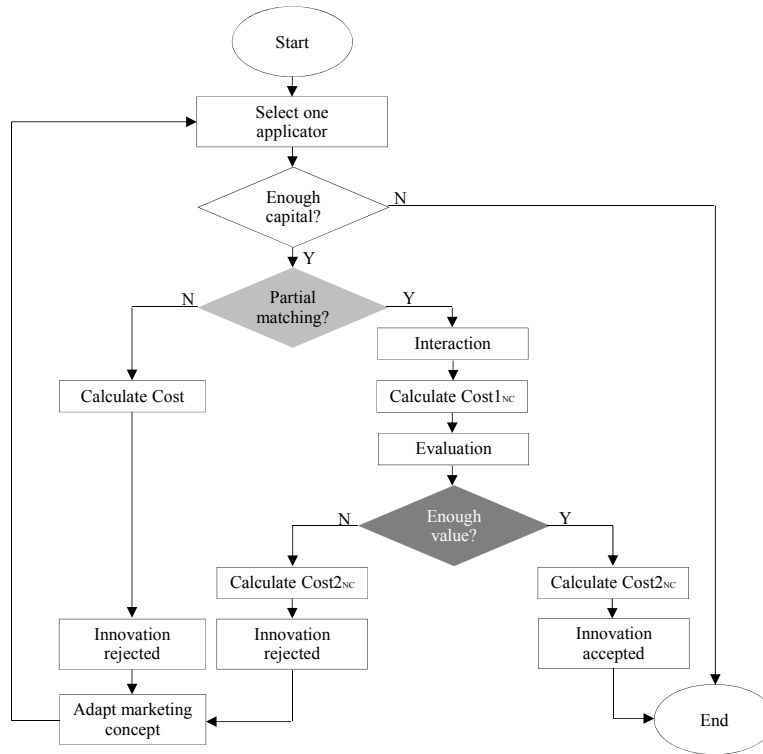 Start
Select one
applicator
Enough
capital?
N
Y
Partial
matching?
N
Y
Interaction
Calculate Cost
Calculate Cost1NC
Evaluation
Enough
value?
N
Y
Calculate Cost2NC
Calculate Cost2NC
Innovation
rejected
Innovation
rejected
Innovation
accepted
Adapt marketing
concept
End